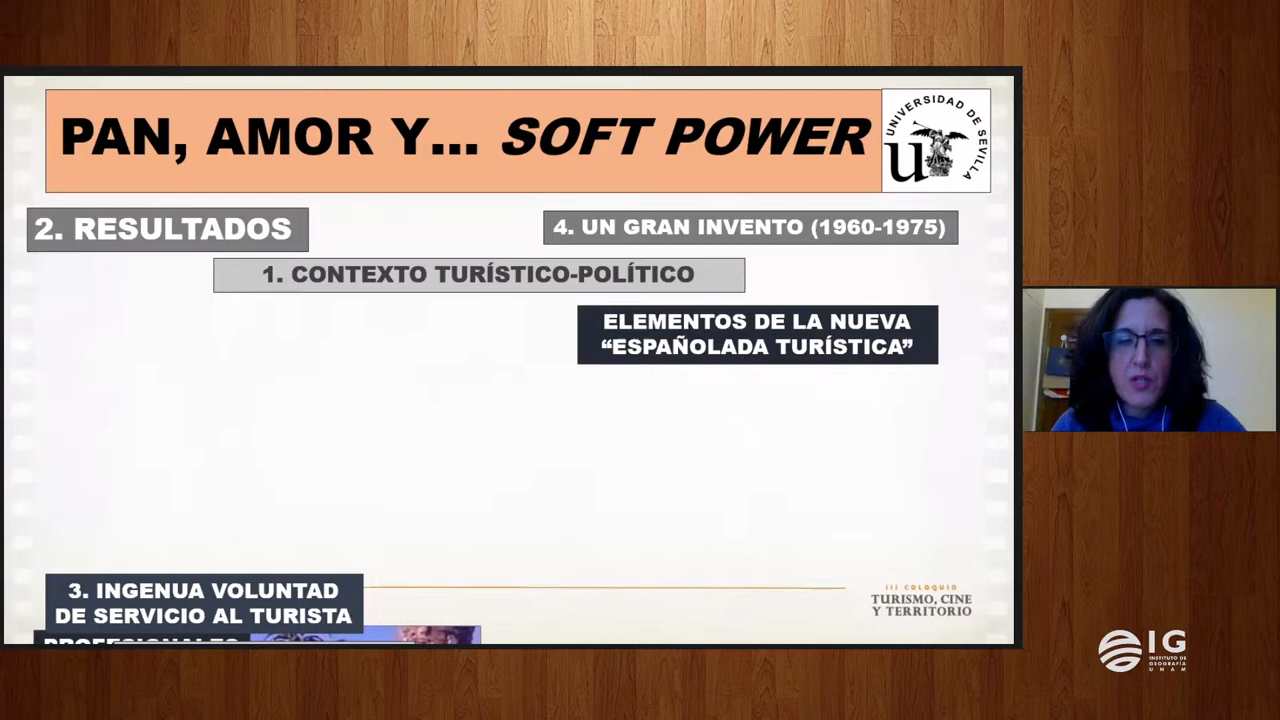 PAN, AMOR Y... SOFT POWER
UNIVERSIDAD DE SEVILLA
2. RESULTADOS
4. UN GRAN INVENTO (1960-1975)
1. CONTEXTO TURÍSTICO-POLÍTICO
ELEMENTOS DE LA NUEVA
“ESPAÑOLADA TURÍSTICA”
3. INGENUA VOLUNTAD
DE SERVICIO AL TURISTA
III COLOQUIO
TURISMO, CINE
Y TERRITORIO
IG
INSTITUTO DE
GEOGRAFÍA
UNAM